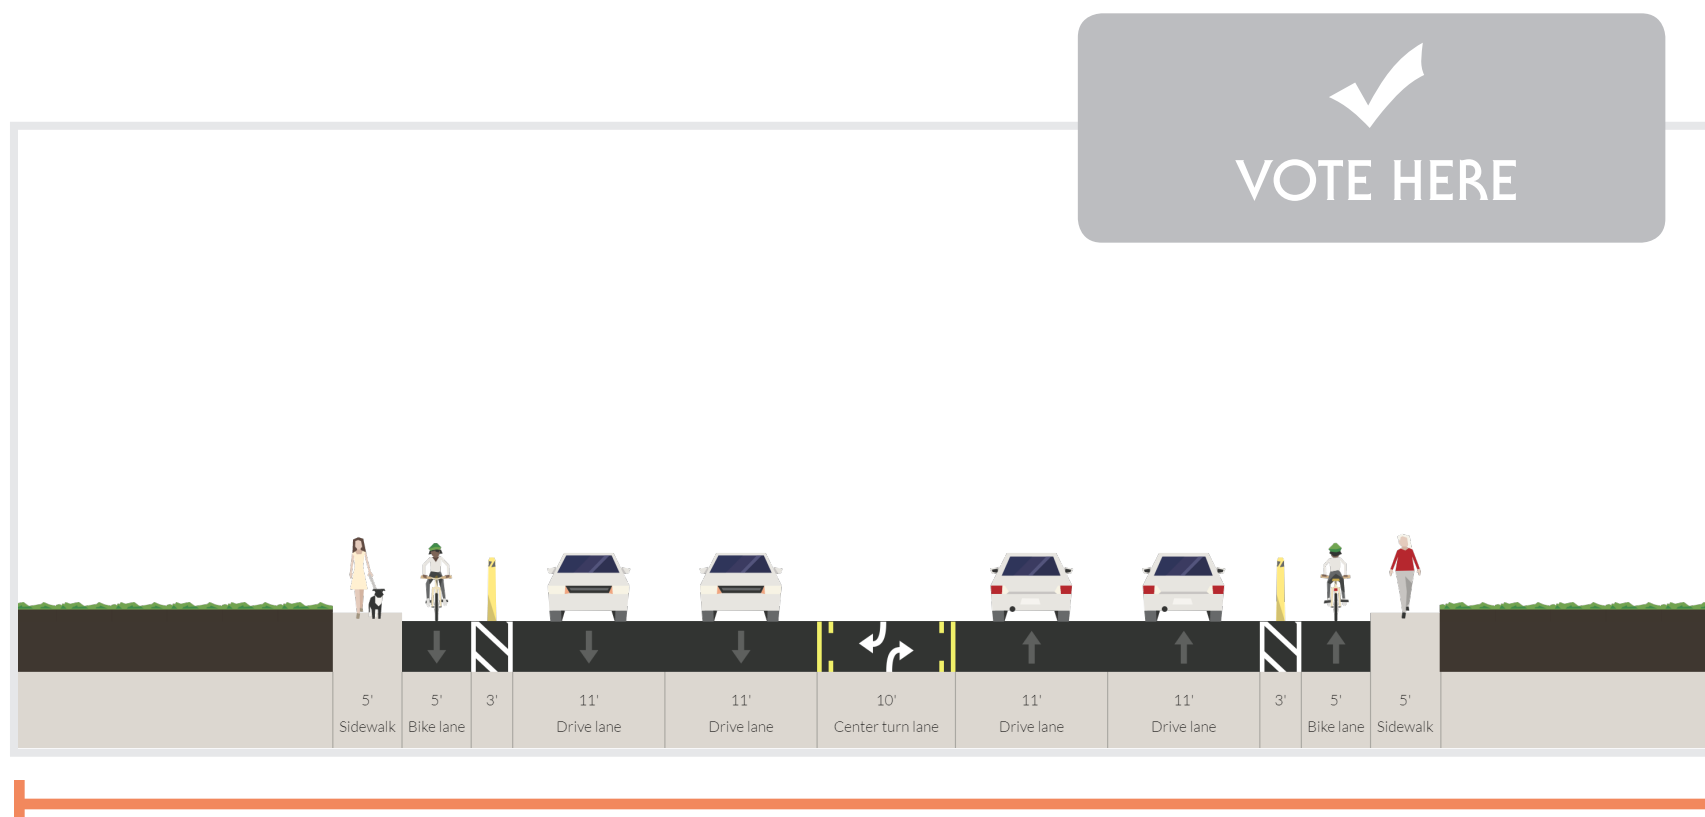 VOTE HERE
5' 5' 3' 11' 11' 10' 11' 11' 3' 5' 5'
Sidewalk Bike lane Drive lane Drive lane Center turn lane Drive lane Drive lane Bike lane Sidewalk